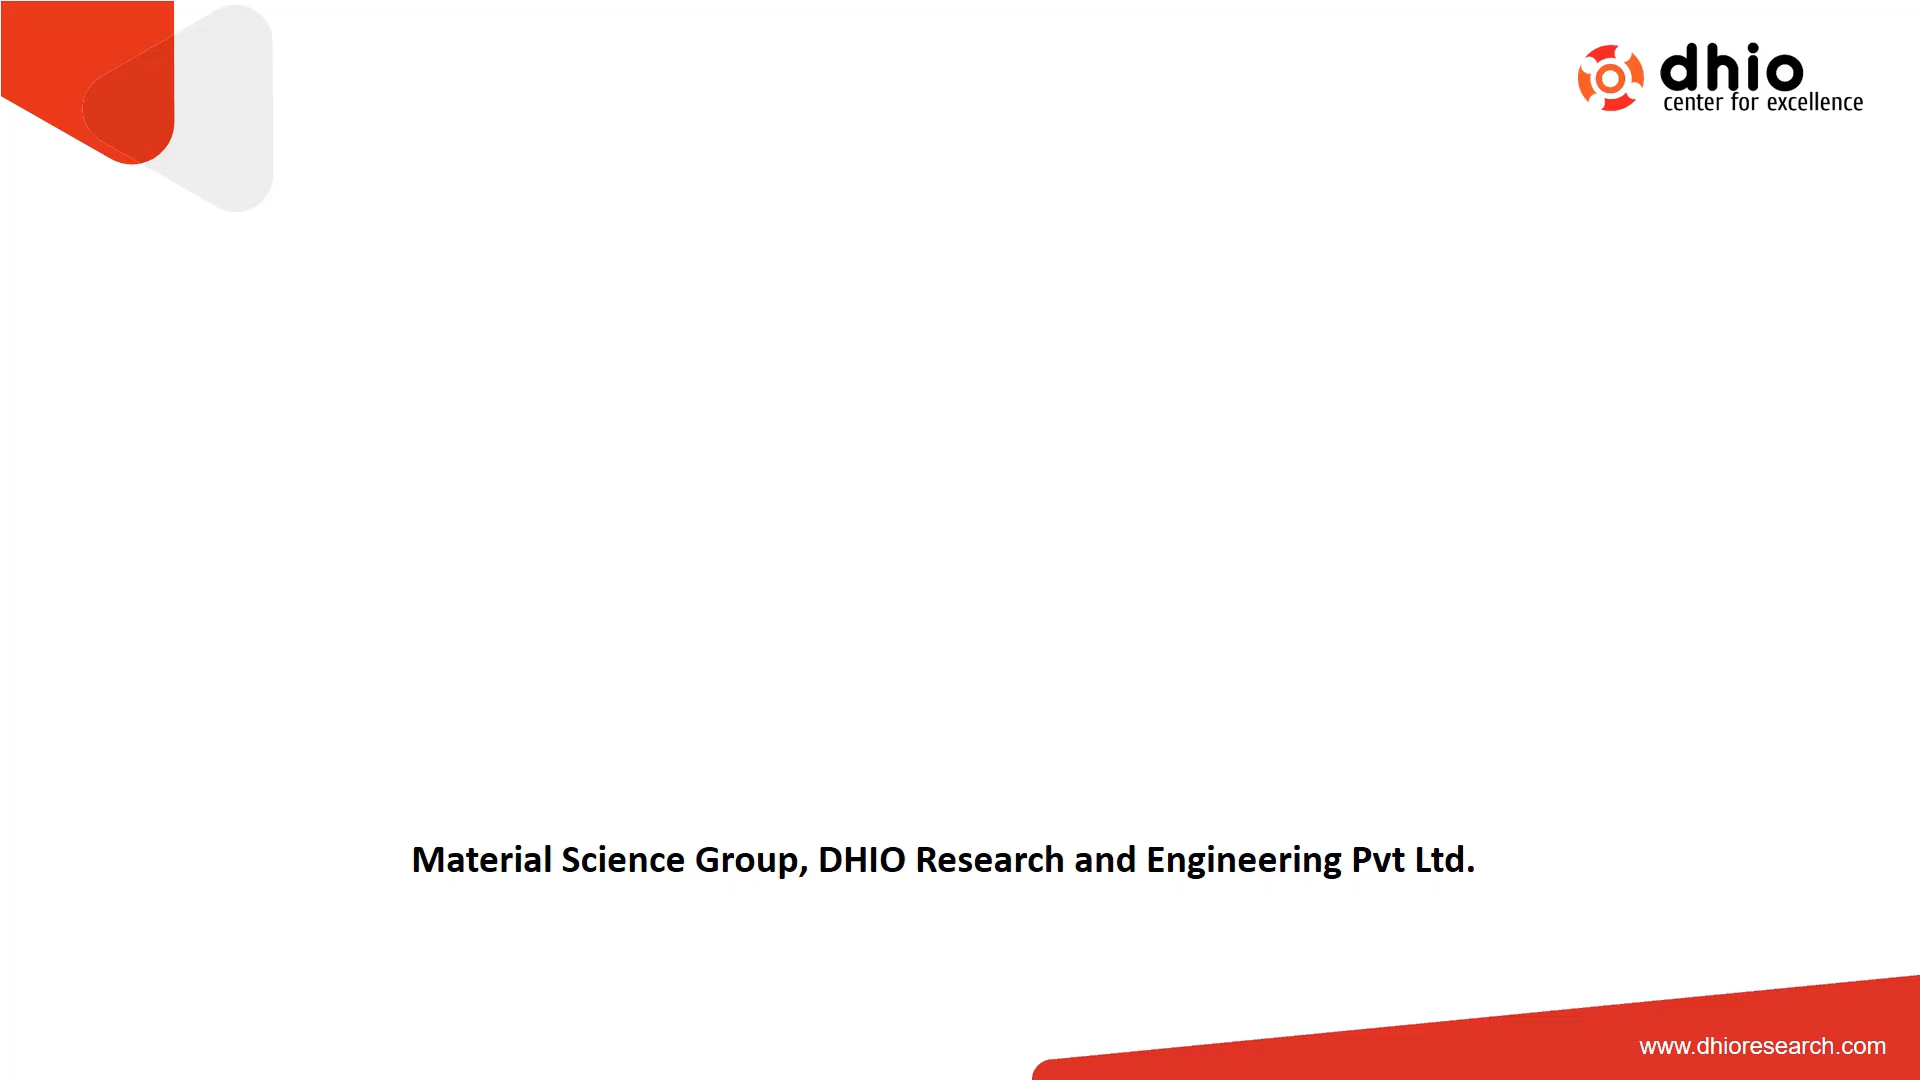 dhio
center for excellence
Material Science Group, DHIO Research and Engineering Pvt Ltd.
www.dhioresearch.com